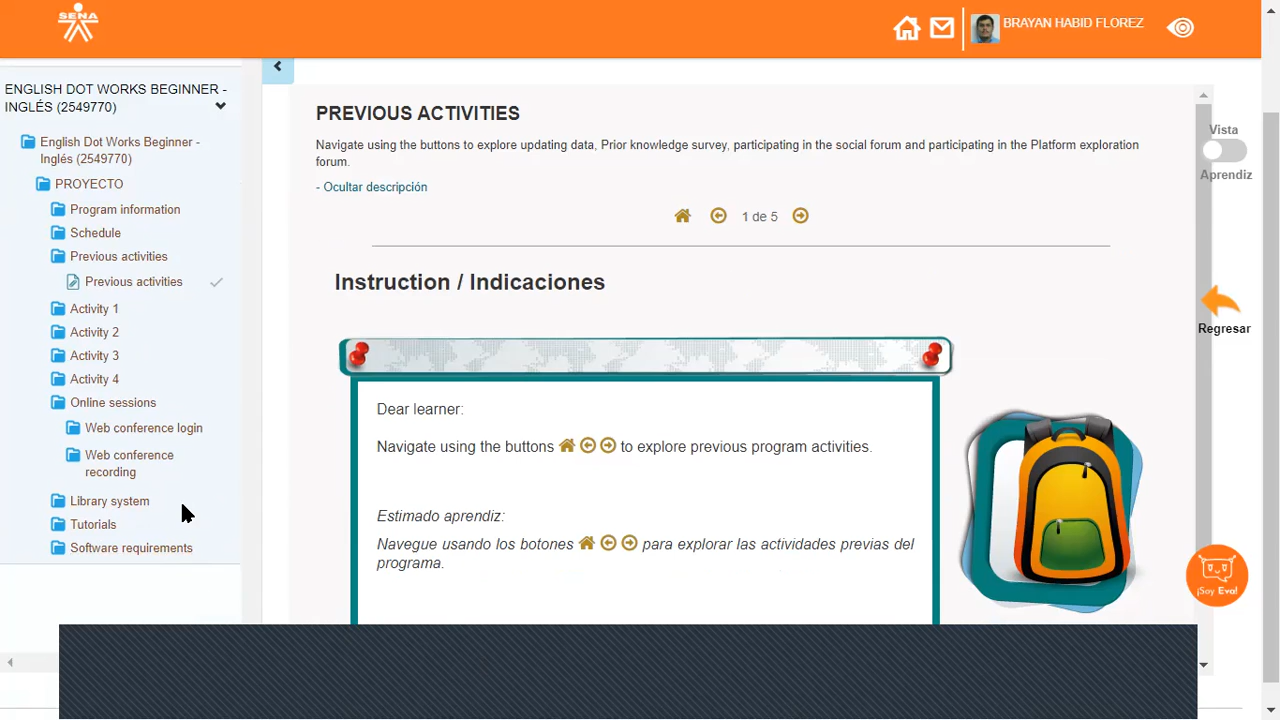 SENA
BRAYAN HABID FLOREZ
ENGLISH DOT WORKS BEGINNER -
INGLÉS (2549770)
English Dot Works Beginner -
Inglés (2549770)
PROYECTO
Program information
Schedule
Previous activities
Previous activities
Activity 1
Activity 2
Activity 3
Activity 4
Online sessions
Web conference login
Web conference
recording
Library system
Tutorials
Software requirements
PREVIOUS ACTIVITIES
Navigate using the buttons to explore updating data, Prior knowledge survey, participating in the social forum and participating in the Platform exploration
forum.
- Ocultar descripción
1 de 5
Instruction / Indicaciones
Dear learner:
Navigate using the buttons to explore previous program activities.
Estimado aprendiz:
Navegue usando los botones para explorar las actividades previas del
programa.
Vista
Aprendiz
Regresar
¡Soy Eva!